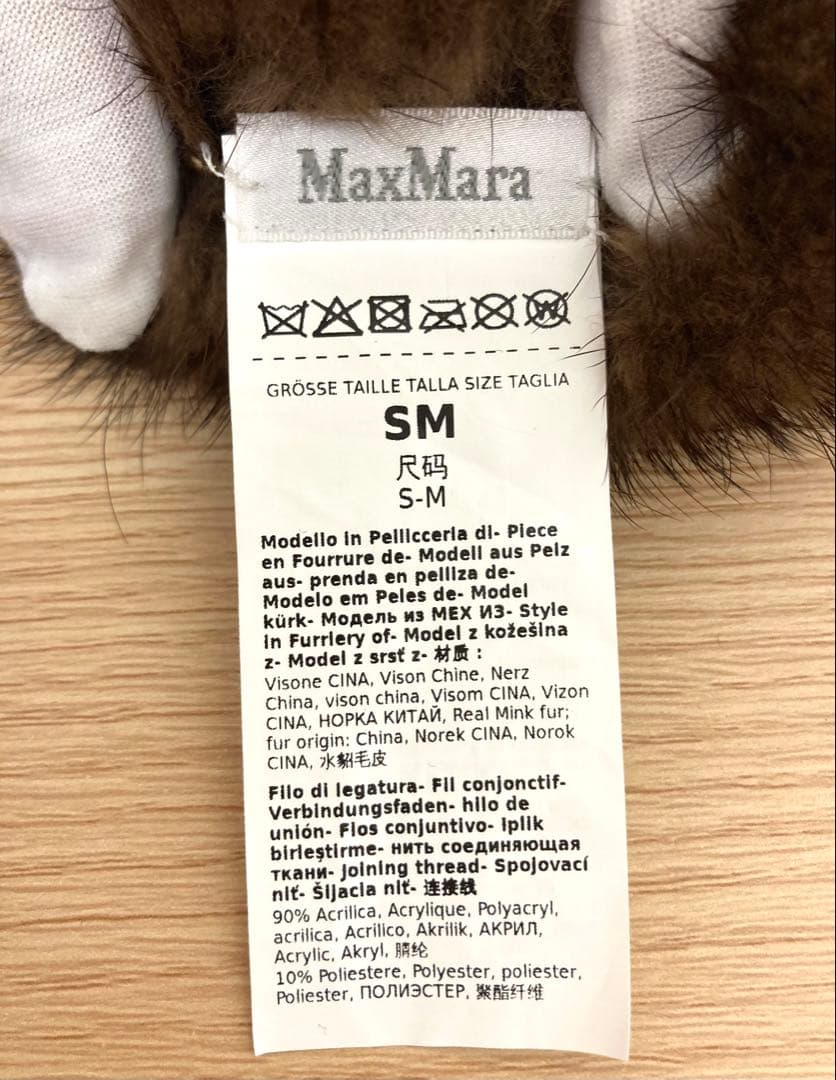 MaxMara
GRÖSSE TAILLE TALLA SIZE TAGLIA
SM
尺码
S-M
Modello in Pellicceria di- Piece
en Fourrure de- Modell aus Pelz
aus- prenda en pelliza de-
Modelo em Peles de- Model
kürk- Модель из МЕХ ИЗ- Style
in Furriery of- Model z kožešina
z- Model z srsť z- 材质 :
Visone CINA, Vison Chine, Nerz
China, vison china, Visom CINA, Vizon
CINA, НОРКА КИТАЙ, Real Mink fur;
fur origin: China, Norek CINA, Norok
CINA, 水貂毛皮
Filo di legatura- Fil conjonctif-
Verbindungsfaden- hilo de
unión- Fios conjuntivo- Iplik
birleştirme- нить соединяющая
ткани- Joining thread- Spojovací
niť- Šijacia niť- 连接线
90% Acrilica, Acrylique, Polyacryl,
acrilica, Acrilico, Akrilik, АКРИЛ,
Acrylic, Akryl, 腈纶
10% Poliestere, Polyester, poliester,
Poliester, ПОЛИЭСТЕР, 聚酯纤维